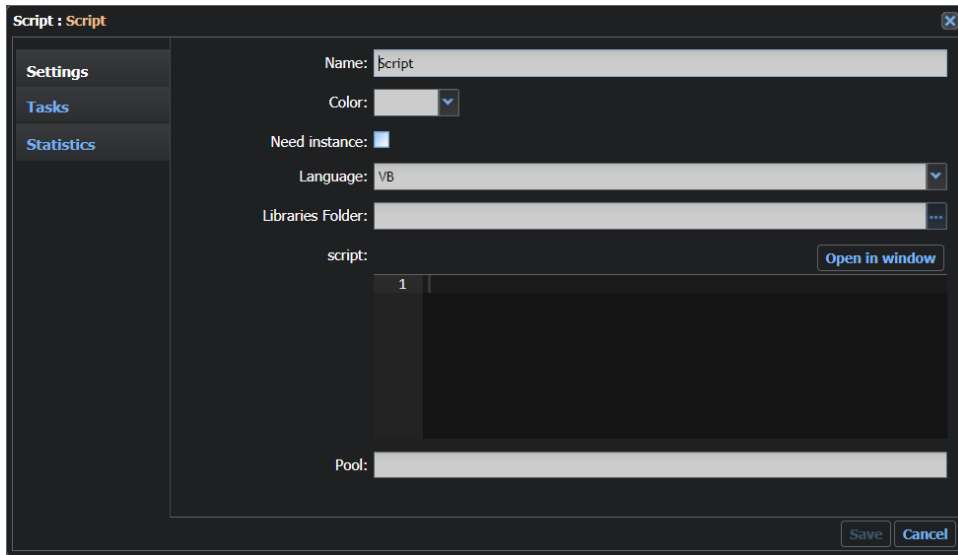 Script : Script
Settings
Tasks
Statistics
Name: Script
Color:
Need instance:
Language: VB
Libraries Folder:
...
script:
Open in window
1
Pool:
Save
Cancel